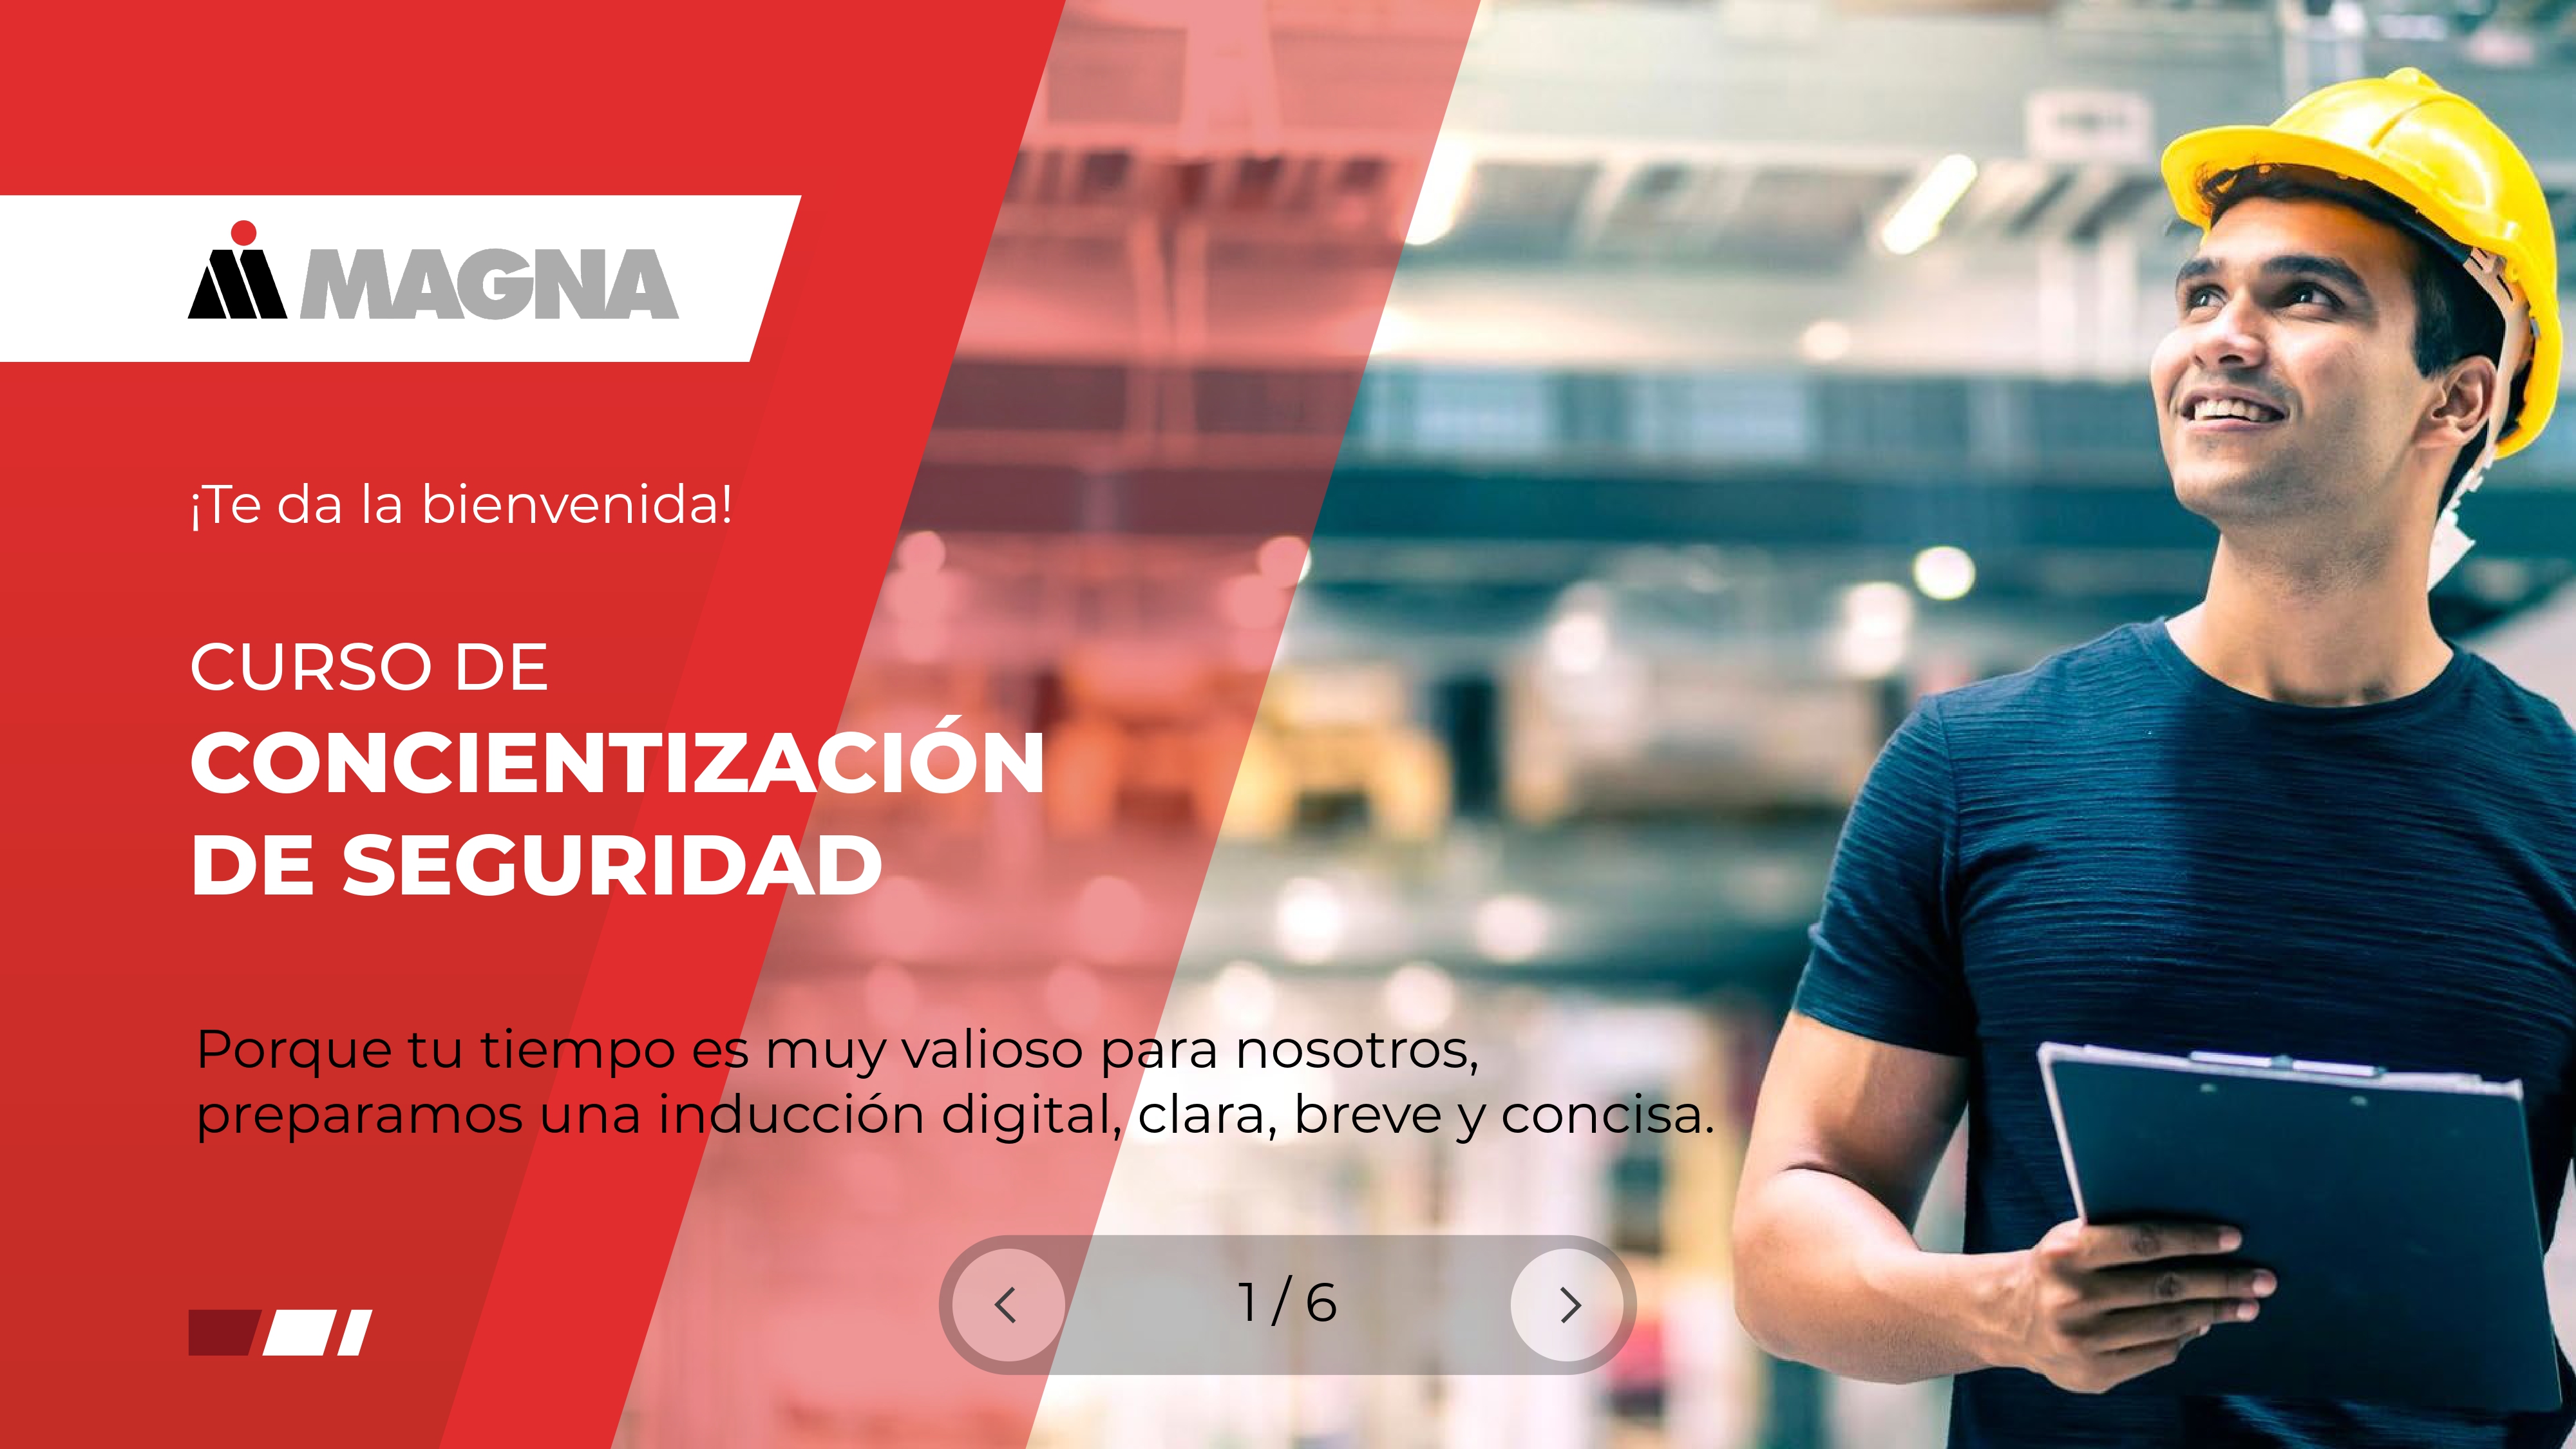 MAGNA
¡Te da la bienvenida!
CURSO DE
CONCIENTIZACIÓN
DE SEGURIDAD
Porque tu tiempo es muy valioso para nosotros,
preparamos una inducción digital, clara, breve y concisa.
1 / 6